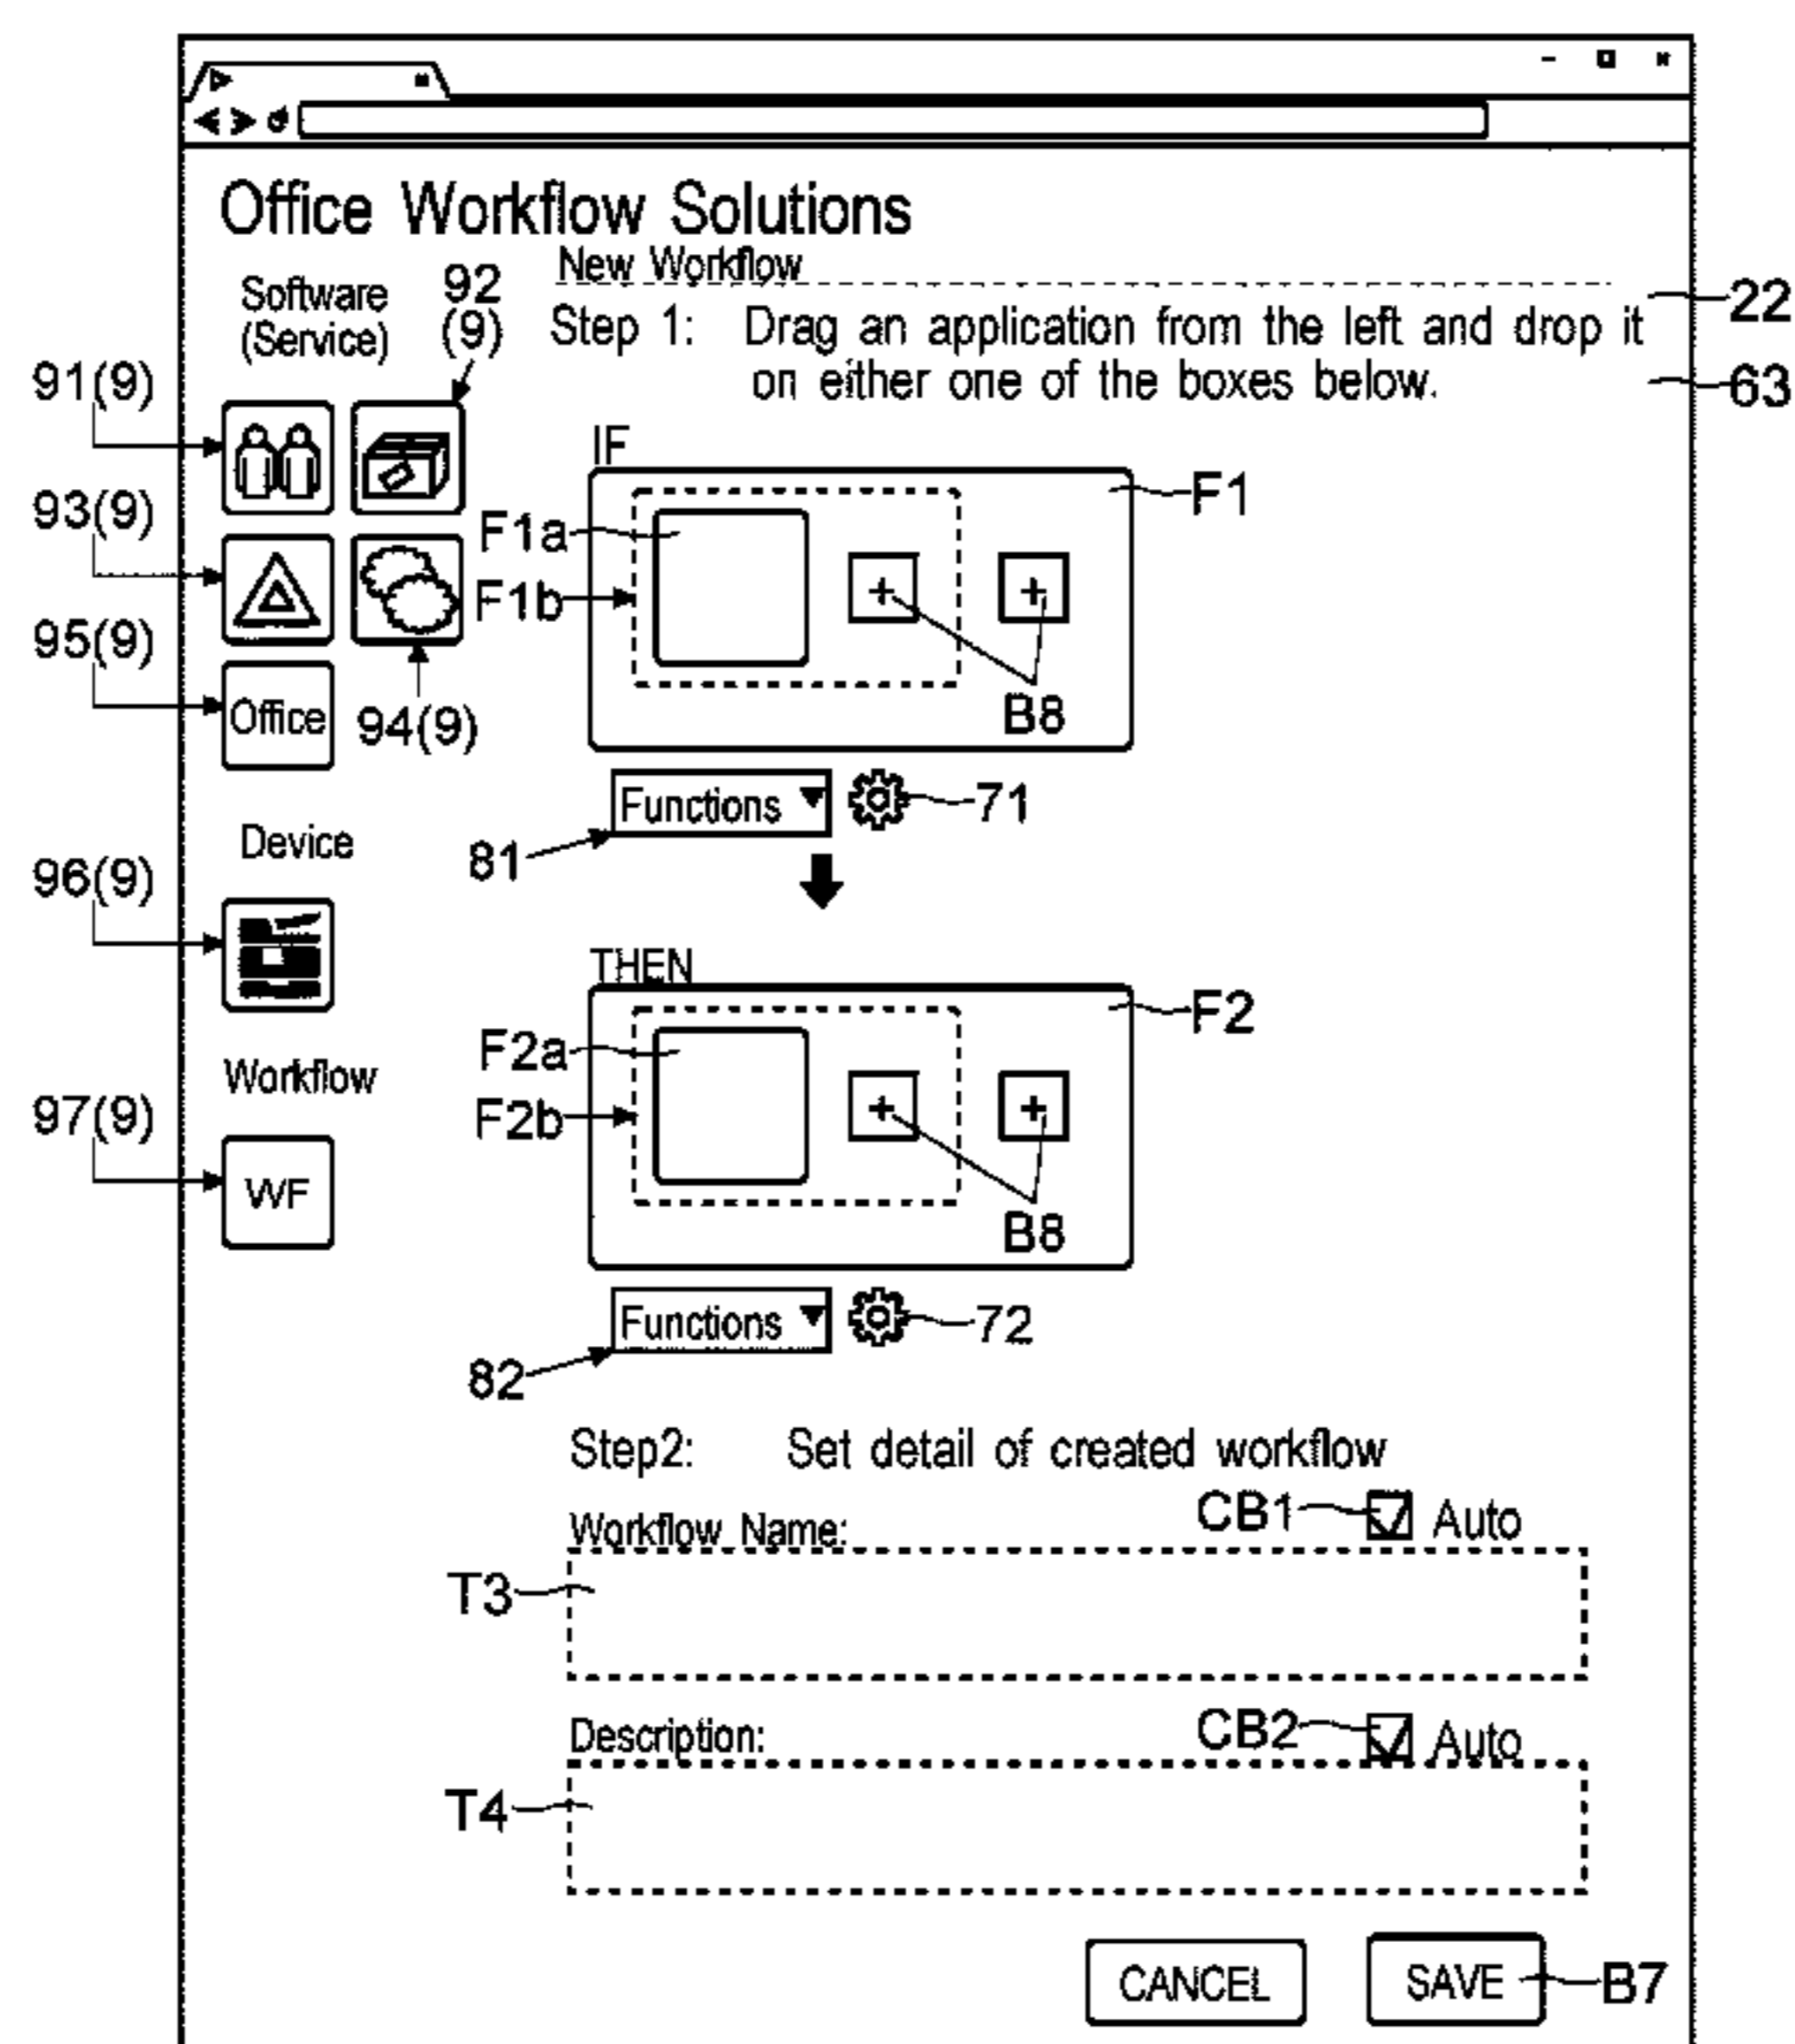 Office Workflow Solutions
New Workflow
Software
(Service)
92
(9)
22
Step 1: Drag an application from the left and drop it
on either one of the boxes below.
63
91(9)
IF
F1
93(9)
F1a
F1b
+
+
95(9)
Office
94(9)
B8
Functions
71
81
Device
96(9)
THEN
F2
F2a
Workflow
F2b
+
+
97(9)
WF
B8
Functions
72
82
Step2: Set detail of created workflow
CB1
Auto
Workflow Name:
T3
CB2
Auto
Description:
T4
CANCEL
SAVE
B7